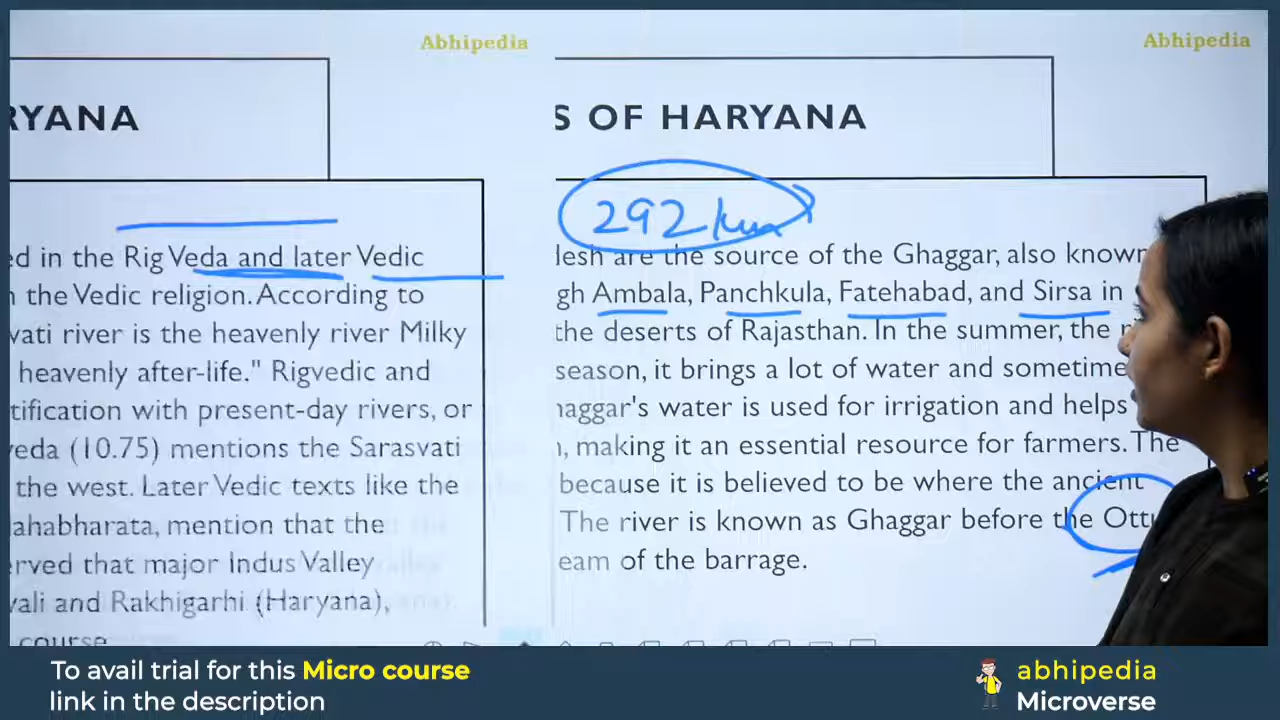 Abhipedia
RYANA
ed in the Rig Veda and later Vedic
the Vedic religion. According to
vati river is the heavenly river Milky
heavenly after-life." Rigvedic and
tification with present-day rivers, or
veda (10.75) mentions the Sarasvati
the west. Later Vedic texts like the
ahabharata, mention that the
rved that major Indus Valley
vali and Rakhigarhi (Haryana),
course
Abhipedia
S OF HARYANA
292 km
lesh are the source of the Ghaggar, also known
gh Ambala, Panchkula, Fatehabad, and Sirsa in
the deserts of Rajasthan. In the summer, the
season, it brings a lot of water and sometime
haggar's water is used for irrigation and helps
, making it an essential resource for farmers. The
because it is believed to be where the ancient
The river is known as Ghaggar before the Ottu
eam of the barrage.
To avail trial for this Micro course
link in the description
abhipedia
Microverse